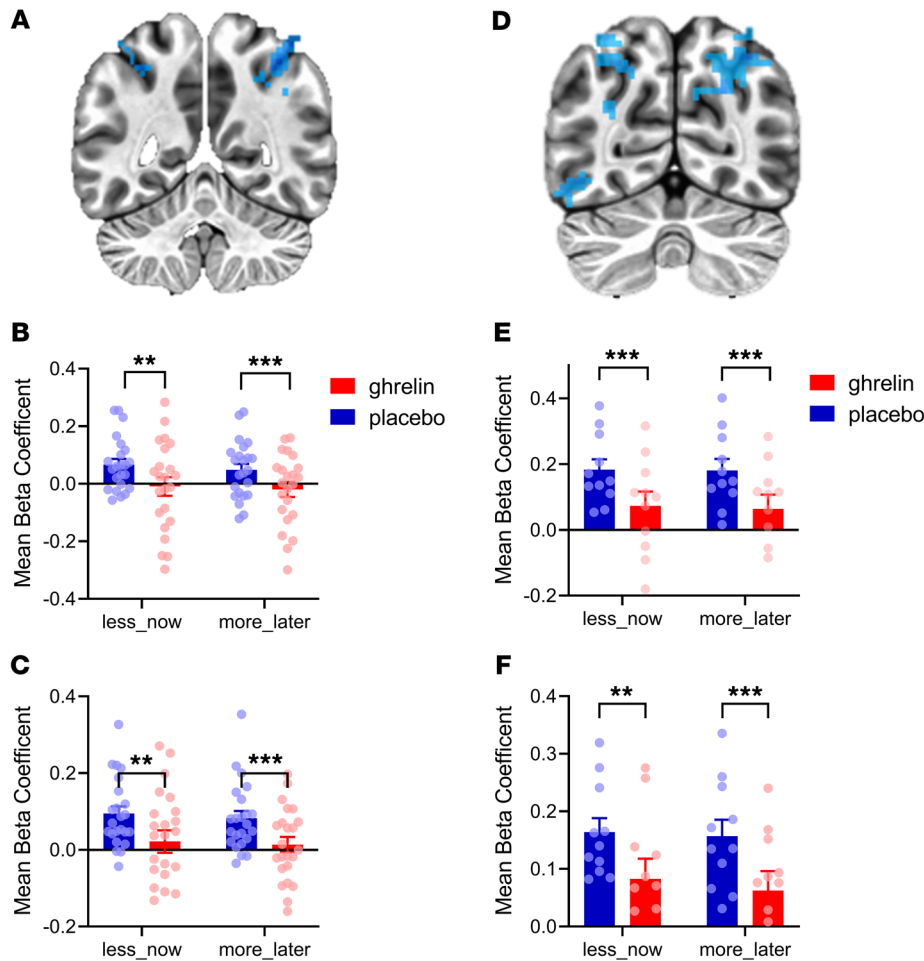 A
D
B
0.4
0.2
0.0
-0.2
-0.4
Mean Beta Coefficent
**
***
less_now
more_later
ghrelin
placebo
E
0.4
0.2
0.0
-0.2
Mean Beta Coefficent
***
***
less_now
more_later
ghrelin
placebo
C
0.4
0.2
0.0
-0.2
Mean Beta Coefficent
**
***
less_now
more_later
F
0.4
0.3
0.2
0.1
0.0
Mean Beta Coefficent
**
***
less_now
more_later